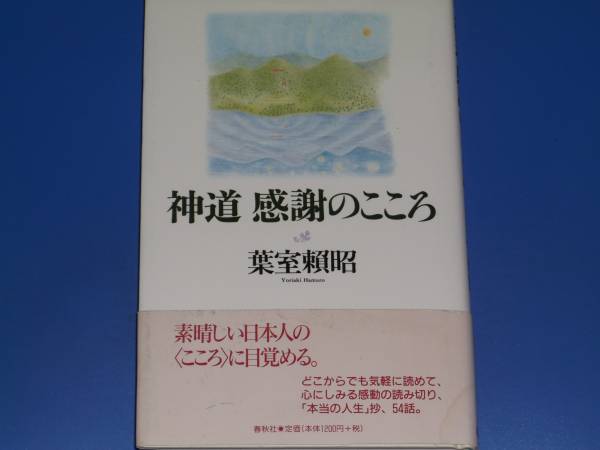 神道 感謝のこころ
葉室賴昭
Yoriaki Hamuro
素晴しい日本人の
〈こころ〉に目覚める。
どこからでも気軽に読めて、
心にしみる感動の読み切り、
「本当の人生」抄、54話。
春秋社●定価(本体1200円+税)